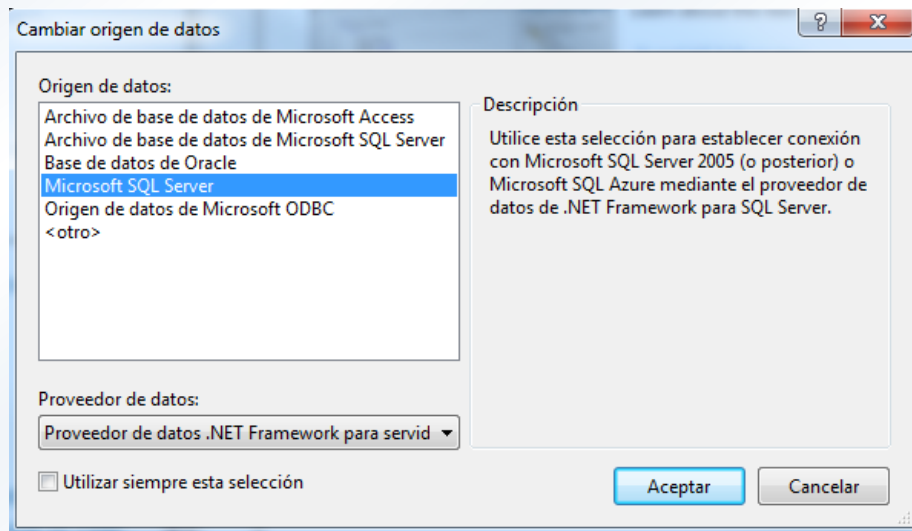 Cambiar origen de datos
?
X
Origen de datos:
Archivo de base de datos de Microsoft Access
Archivo de base de datos de Microsoft SQL Server
Base de datos de Oracle
Microsoft SQL Server
Origen de datos de Microsoft ODBC
<otro>
Descripción
Utilice esta selección para establecer conexión
con Microsoft SQL Server 2005 (o posterior) o
Microsoft SQL Azure mediante el proveedor de
datos de .NET Framework para SQL Server.
Proveedor de datos:
Proveedor de datos .NET Framework para servid
Utilizar siempre esta selección
Aceptar
Cancelar